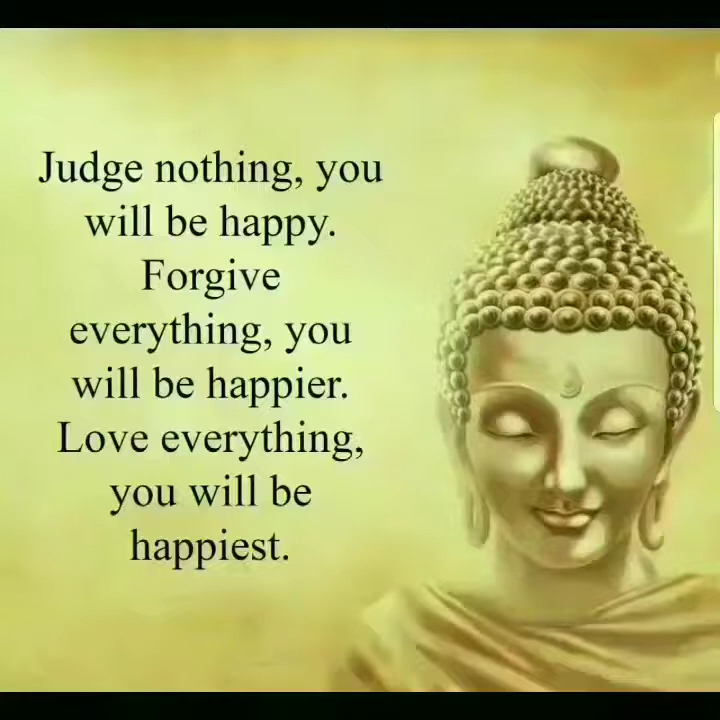 Judge nothing, you
will be happy.
Forgive
everything, you
will be happier.
Love everything,
you will be
happiest.